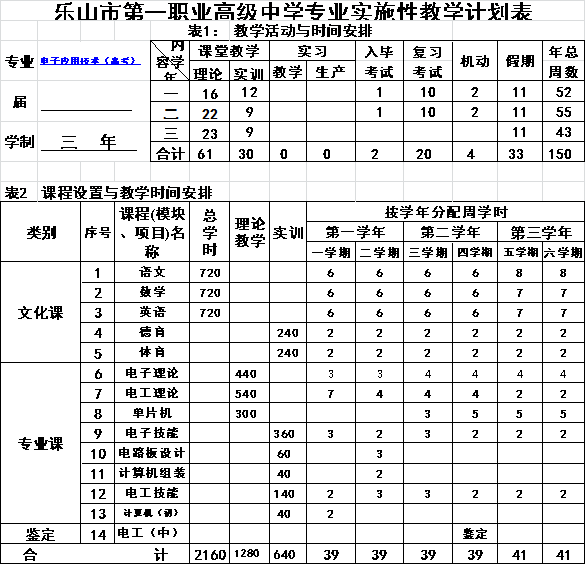 乐山市第一职业高级中学专业实施性教学计划表
表1： 教学活动与时间安排
专业 电子应用技术（高考）
届
学制 三 年
内容 学年 课堂教学 实习 入毕考试 复习考试 机动 假期 年总周数
理论 实训 教学 生产
一 16 12 1 10 2 11 52
二 22 9 1 10 2 11 55
三 23 9 11 43
合计 61 30 0 0 2 20 4 33 150
表2 课程设置与教学时间安排
类别 序号 课程(模块、项目)名称 总学时 理论教学 实训 按学年分配周学时
第一学年 第二学年 第三学年
一学期 二学期 三学期 四学期 五学期 六学期
文化课
1 语文 720 6 6 6 6 8 8
2 数学 720 6 6 6 6 7 7
3 英语 720 6 6 6 6 7 7
4 德育 240 2 2 2 2 2 2
5 体育 240 2 2 2 2 2 2
专业课
6 电子理论 440 3 3 4 4 4 4
7 电工理论 540 7 4 4 4 2 2
8 单片机 300 3 5 5 5
9 电子技能 360 3 2 3 2 2 2
10 电路板设计 60 3
11 计算机组装 40 2
12 电工技能 140 2 3 3 2 2 2
13 计算机（初） 40 2
鉴定 14 电工（中） 鉴定
合 计 2160 1280 640 39 39 39 39 41 41